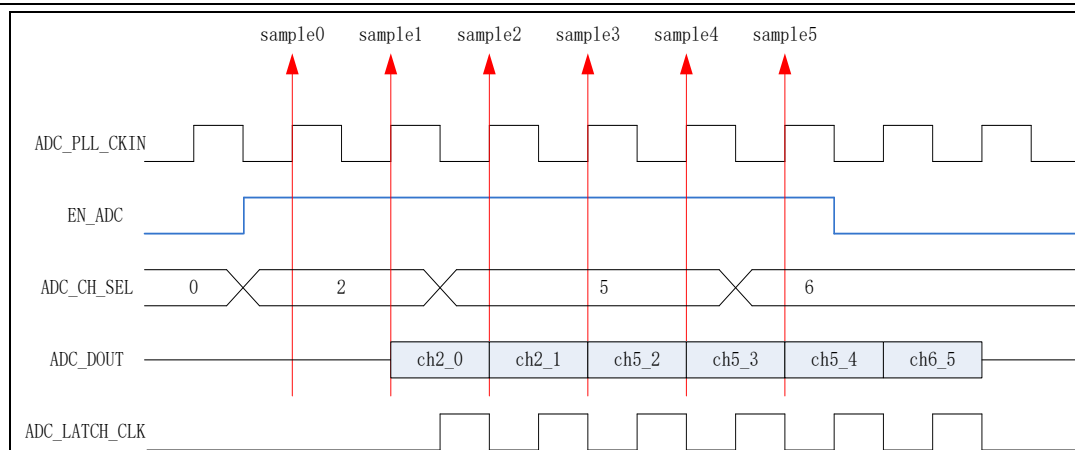 sample0 sample1 sample2 sample3 sample4 sample5
ADC_PLL_CKIN
EN_ADC
ADC_CH_SEL 0 2 5 6
ADC_DOUT ch2_0 ch2_1 ch5_2 ch5_3 ch5_4 ch6_5
ADC_LATCH_CLK